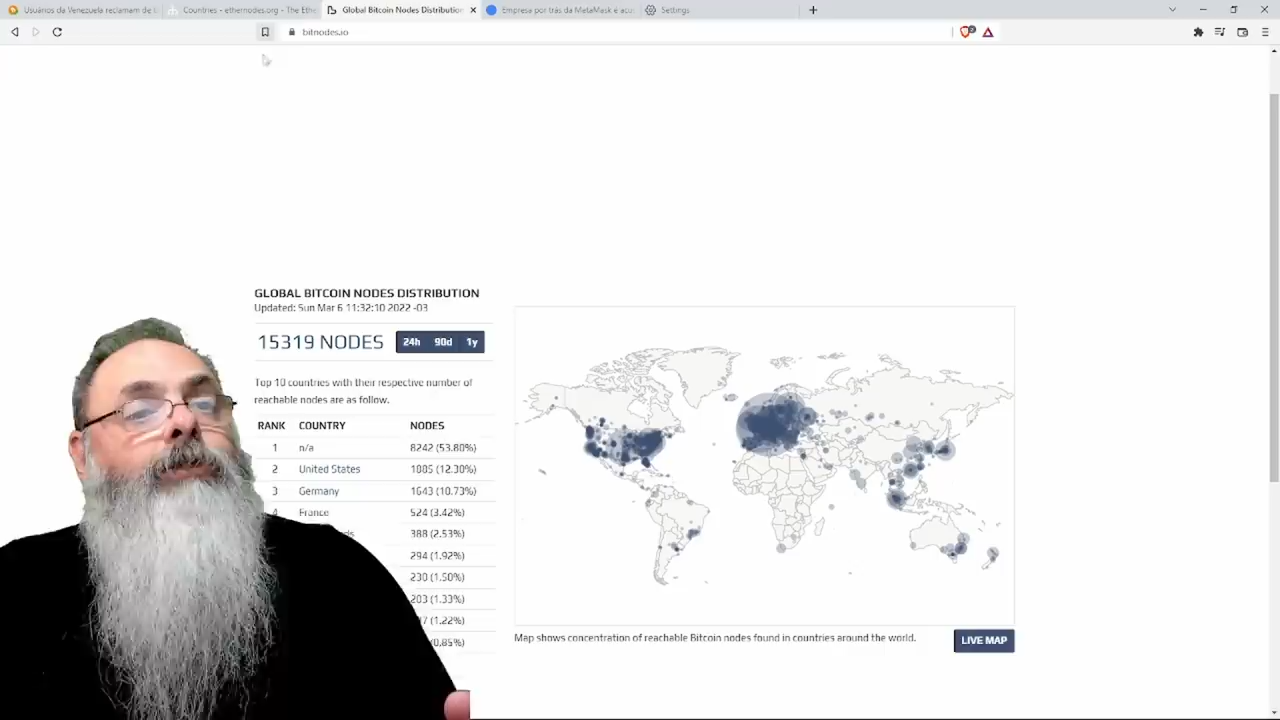 Usuários da Venezuela reclamam de t
Countries - ethernodes.org - The Eth
Global Bitcoin Nodes Distribution
Empresa por trás da MetaMask é acu
Settings
bitnodes.io
GLOBAL BITCOIN NODES DISTRIBUTION
Updated: Sun Mar 6 11:32:10 2022 -03
15319 NODES
24h 90d 1y
Top 10 countries with their respective number of
reachable nodes are as follow.
RANK COUNTRY NODES
1 n/a 8242 (53.80%)
2 United States 1885 (12.30%)
3 Germany 1643 (10.73%)
4 France 524 (3.42%)
388 (2.53%)
294 (1.92%)
230 (1.50%)
203 (1.33%)
(1.22%)
(0.85%)
Map shows concentration of reachable Bitcoin nodes found in countries around the world.
LIVE MAP